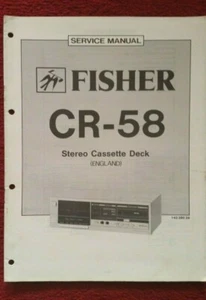 SERVICE MANUAL
FISHER
CR-58
Stereo Cassette Deck
(ENGLAND)